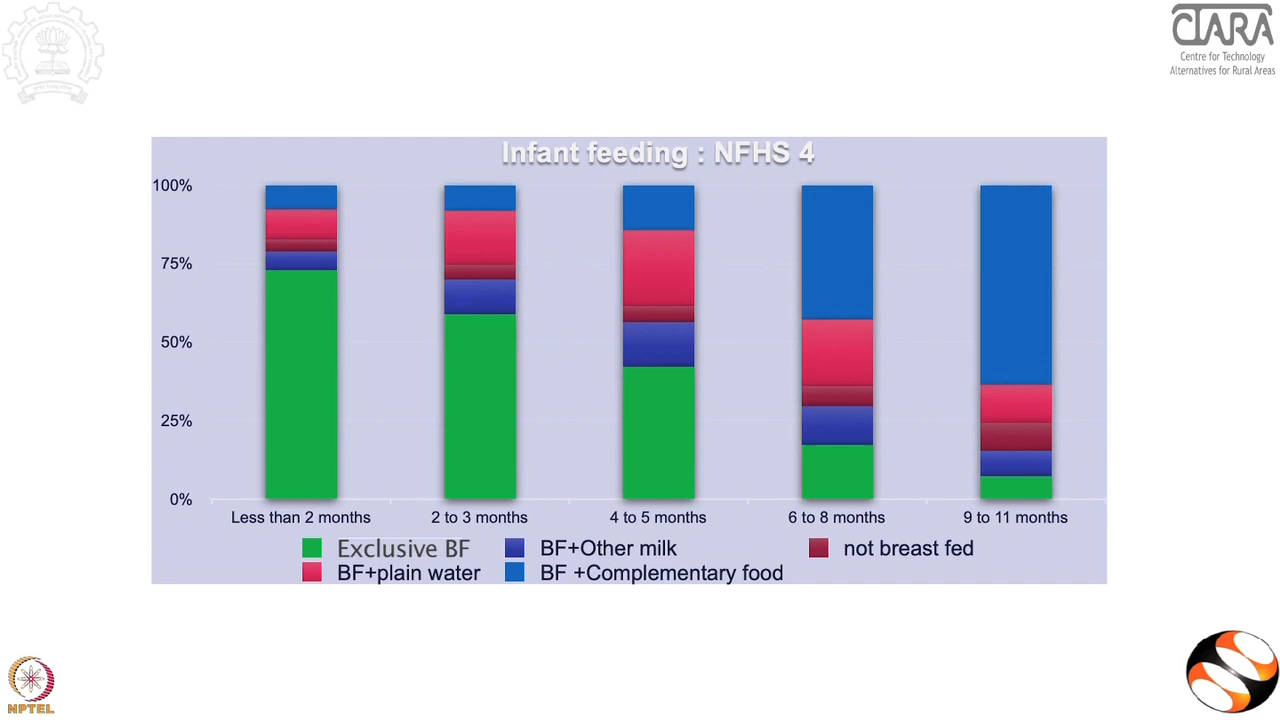 CTARA
Centre for Technology
Alternatives for Rural Areas
Infant feeding : NFHS 4
100%
75%
50%
25%
0%
Less than 2 months
2 to 3 months
4 to 5 months
6 to 8 months
9 to 11 months
Exclusive BF
BF+Other milk
not breast fed
BF+plain water
BF +Complementary food
NPTEL